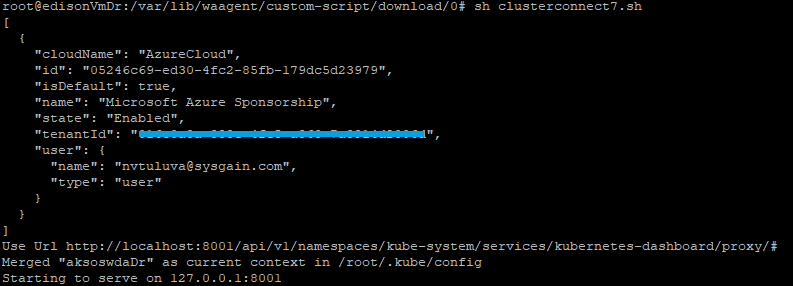 root@edisonVmDr:/var/lib/waagent/custom-script/download/0# sh clusterconnect7.sh
[
  {
    "cloudName": "AzureCloud",
    "id": "05246c69-ed30-4fc2-85fb-179dc5d23979",
    "isDefault": true,
    "name": "Microsoft Azure Sponsorship",
    "state": "Enabled",
    "tenantId": "",
    "user": {
      "name": "nvtuluva@sysgain.com",
      "type": "user"
    }
  }
]
Use Url http://localhost:8001/api/v1/namespaces/kube-system/services/kubernetes-dashboard/proxy/#
Merged "aksoswdaDr" as current context in /root/.kube/config
Starting to serve on 127.0.0.1:8001